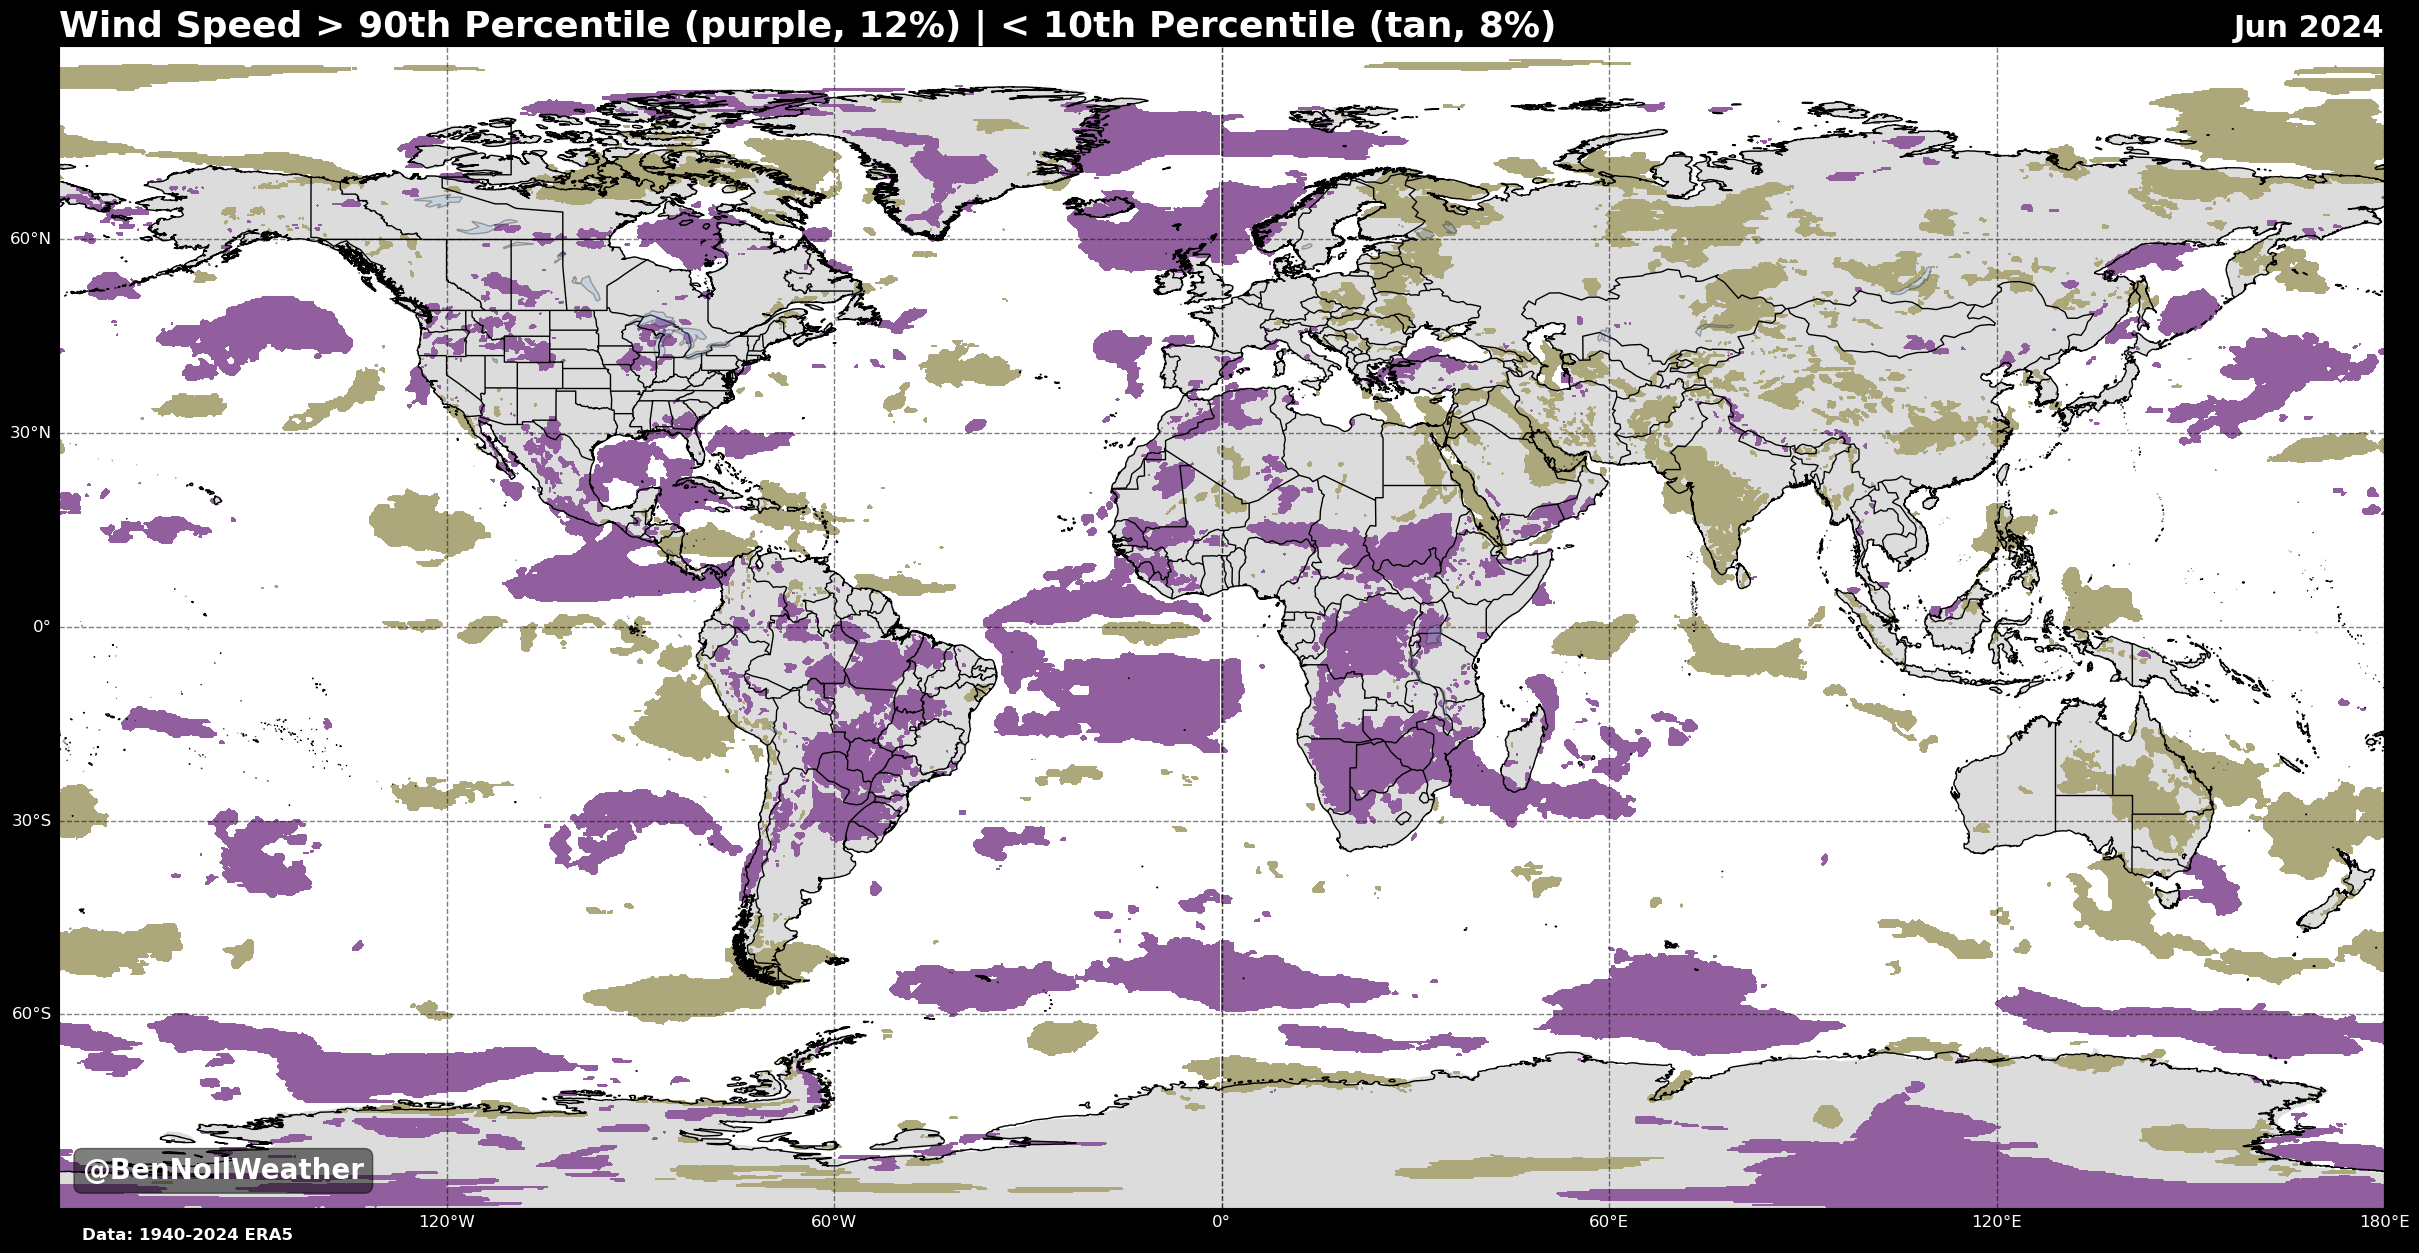 Wind Speed > 90th Percentile (purple, 12%) | < 10th Percentile (tan, 8%)
Jun 2024
60°N
30°N
0°
30°S
60°S
@BenNollWeather
120°W
60°W
0°
60°E
120°E
180°E
Data: 1940-2024 ERA5